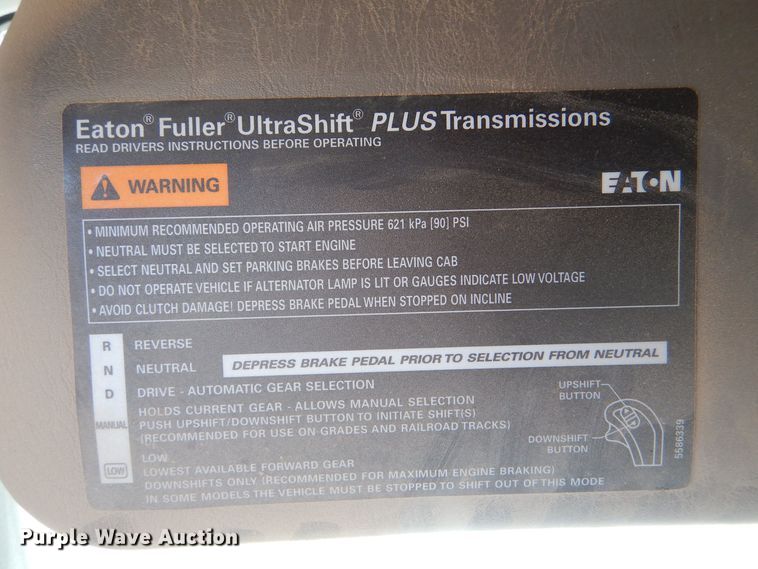 Eaton® Fuller® UltraShift® PLUS Transmissions
READ DRIVERS INSTRUCTIONS BEFORE OPERATING
WARNING
EATON
• MINIMUM RECOMMENDED OPERATING AIR PRESSURE 621 kPa [90] PSI
• NEUTRAL MUST BE SELECTED TO START ENGINE
• SELECT NEUTRAL AND SET PARKING BRAKES BEFORE LEAVING CAB
• DO NOT OPERATE VEHICLE IF ALTERNATOR LAMP IS LIT OR GAUGES INDICATE LOW VOLTAGE
• AVOID CLUTCH DAMAGE! DEPRESS BRAKE PEDAL WHEN STOPPED ON INCLINE
R REVERSE
N NEUTRAL DEPRESS BRAKE PEDAL PRIOR TO SELECTION FROM NEUTRAL
D DRIVE - AUTOMATIC GEAR SELECTION
MANUAL HOLDS CURRENT GEAR - ALLOWS MANUAL SELECTION
PUSH UPSHIFT/DOWNSHIFT BUTTON TO INITIATE SHIFT(S)
(RECOMMENDED FOR USE ON GRADES AND RAILROAD TRACKS)
LOW LOW
LOWEST AVAILABLE FORWARD GEAR
DOWNSHIFTS ONLY (RECOMMENDED FOR MAXIMUM ENGINE BRAKING)
IN SOME MODELS THE VEHICLE MUST BE STOPPED TO SHIFT OUT OF THIS MODE
UPSHIFT
BUTTON
DOWNSHIFT
BUTTON
5586339
Purple Wave Auction